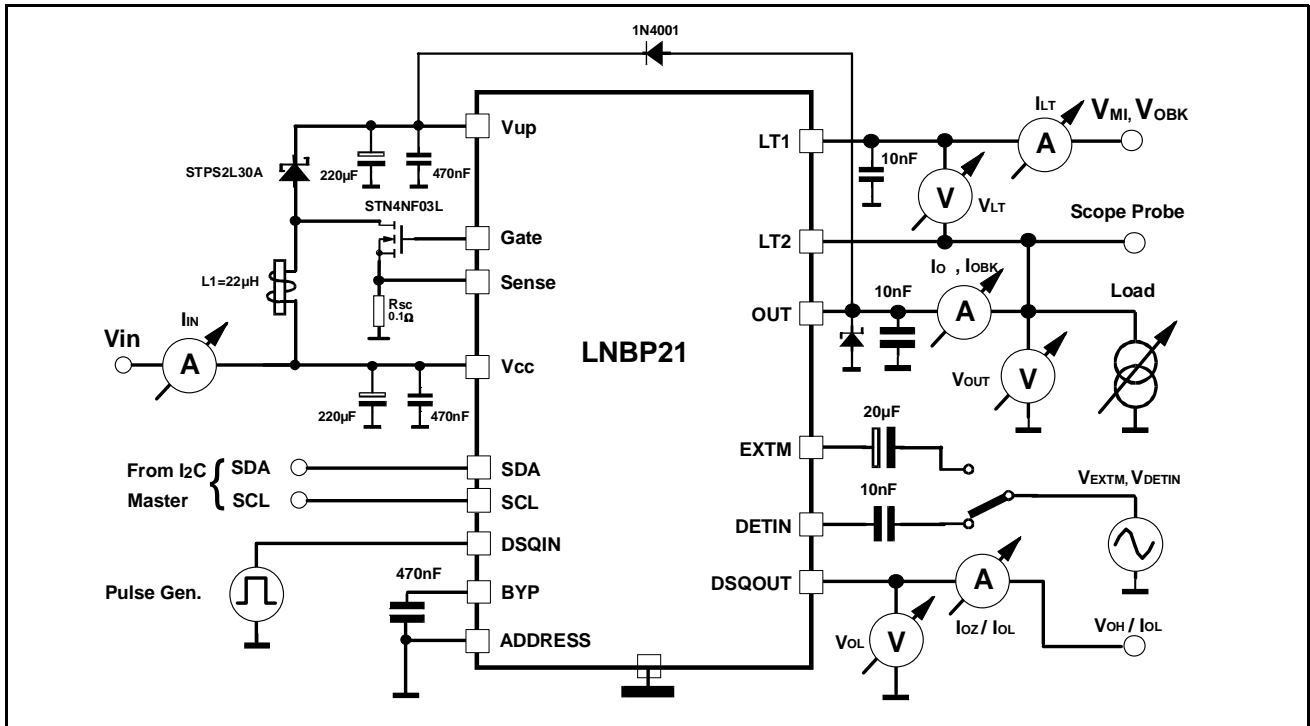 1N4001
Vup
LT1
ILT
VMI, VOBK
10nF
STPS2L30A
220µF
470nF
STN4NF03L
VLT
V
A
Scope Probe
Gate
LT2
L1=22µH
Sense
IO , IOBK
10nF
Load
Rsc
0.1Ω
OUT
A
IIN
Vin
A
LNBP21
Vcc
VOUT
V
220µF
470nF
20µF
EXTM
From I2C { SDA
SDA
VEXTM, VDETIN
Master SCL
SCL
10nF
DETIN
DSQIN
DSQOUT
A
470nF
Pulse Gen.
BYP
IOZ / IOL
VOH / IOL
VOL
V
ADDRESS